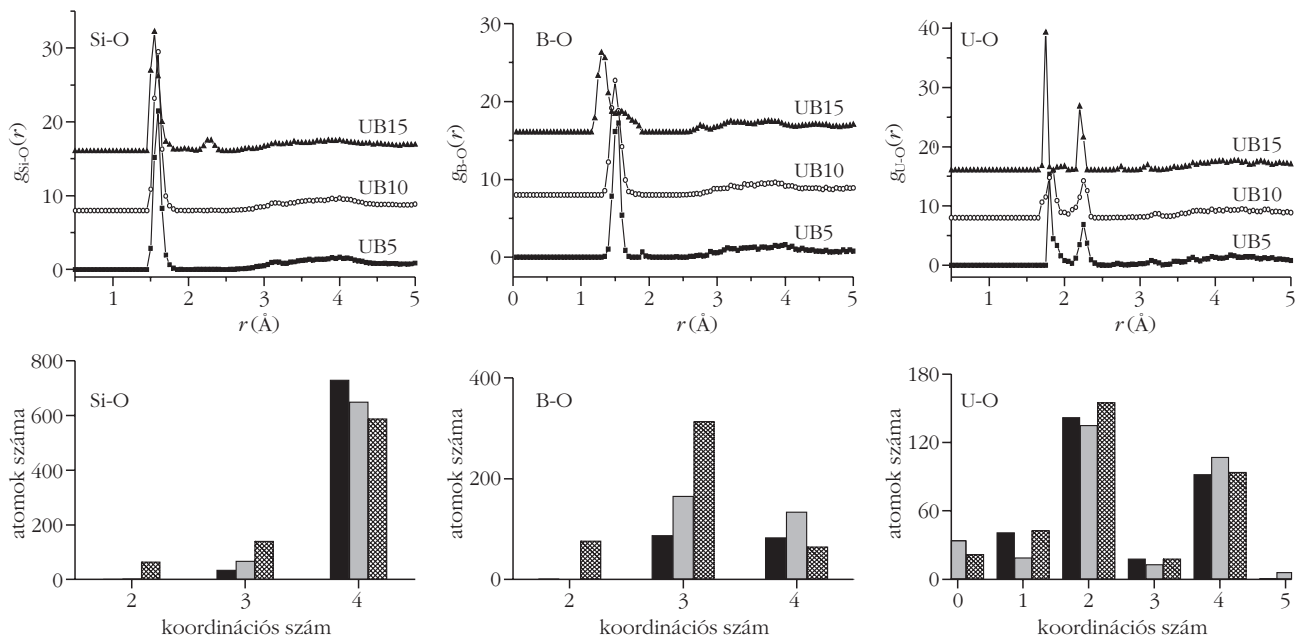 Si-O
30
20
10
0
g Si-O(r)
UB15
UB10
UB5
1 2 3 4 5
r (Å)
B-O
30
20
10
0
g B-O(r)
UB15
UB10
UB5
0 1 2 3 4 5
r (Å)
U-O
40
30
20
10
0
g U-O(r)
UB15
UB10
UB5
1 2 3 4 5
r (Å)
Si-O
800
600
400
200
0
atomok száma
2 3 4
koordinációs szám
B-O
400
200
0
atomok száma
2 3 4
koordinációs szám
U-O
180
120
60
0
atomok száma
0 1 2 3 4 5
koordinációs szám